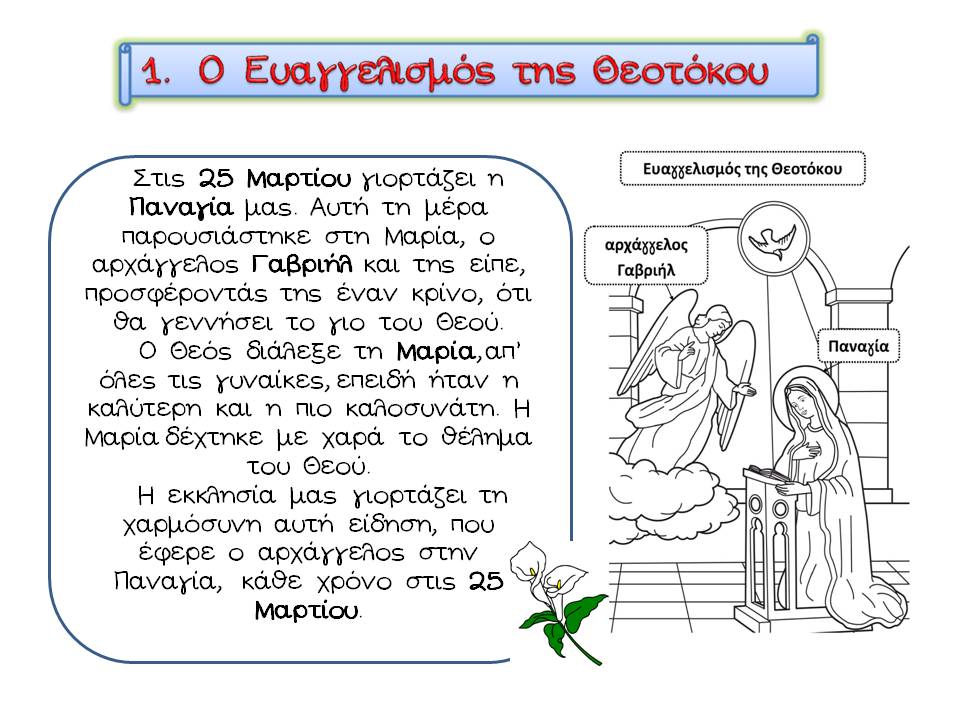 1. Ο Ευαγγελισμός της Θεοτόκου
Στις 25 Μαρτίου γιορτάζει η
Παναγία μας. Αυτή τη μέρα
παρουσιάστηκε στη Μαρία, ο
αρχάγγελος Γαβριήλ και της είπε,
προσφέροντάς της έναν κρίνο, ότι
θα γεννήσει το γιο του Θεού.
Ο Θεός διάλεξε τη Μαρία,απ'
όλες τις γυναίκες, επειδή ήταν η
καλύτερη και η πιο καλοσυνάτη. Η
Μαρία δέχτηκε με χαρά το θέλημα
του Θεού.
Η εκκλησία μας γιορτάζει τη
χαρμόσυνη αυτή είδηση, που
έφερε ο αρχάγγελος στην
Παναγία, κάθε χρόνο στις 25
Μαρτίου.
Ευαγγελισμός της Θεοτόκου
αρχάγγελος
Γαβριήλ
Παναγία